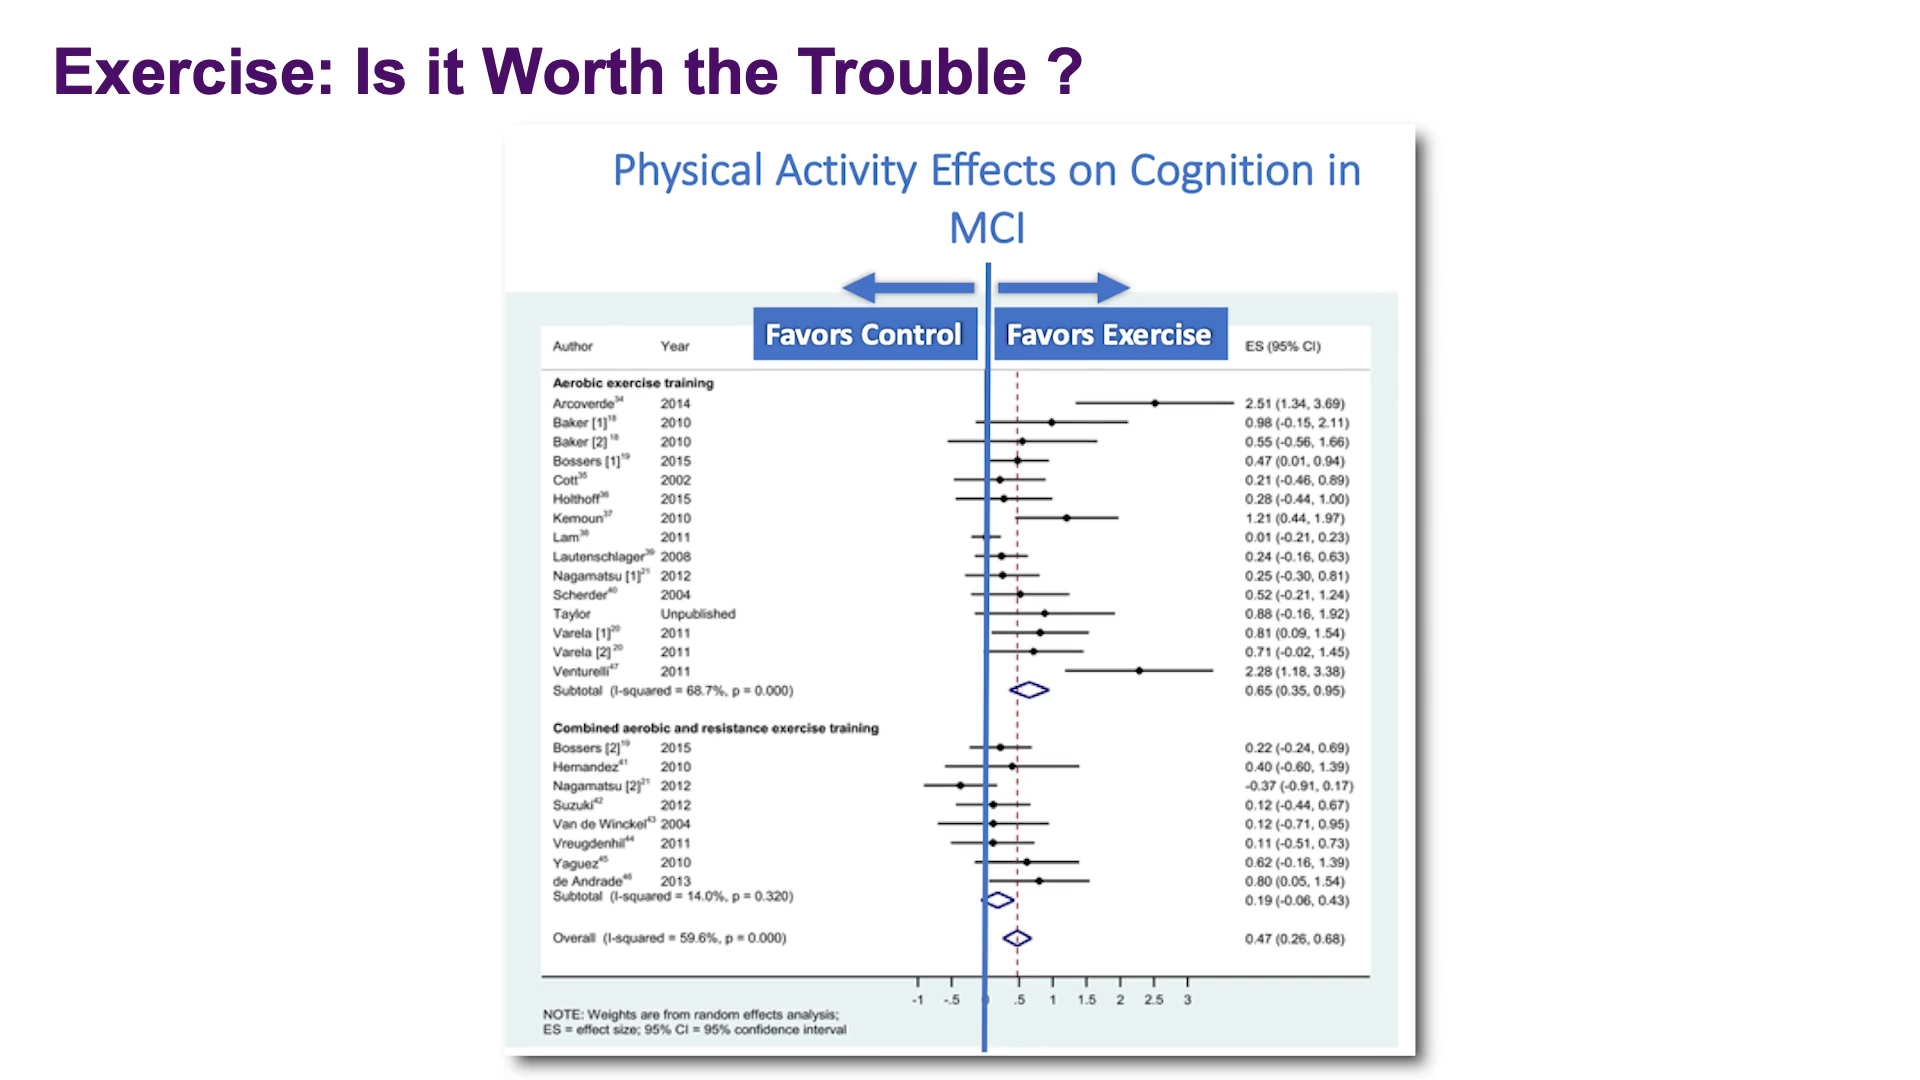 Exercise: Is it Worth the Trouble ?
Physical Activity Effects on Cognition in
MCI
Favors Control Favors Exercise
Author Year ES (95% CI)
Aerobic exercise training
Arcoverde34 2014 2.51 (1.34, 3.69)
Baker [1]18 2010 0.98 (-0.15, 2.11)
Baker [2] 18 2010 0.55 (-0.56, 1.66)
Bossers [1]19 2015 0.47 (0.01, 0.94)
Cott35 2002 0.21 (-0.46, 0.89)
Holthoff36 2015 0.28 (-0.44, 1.00)
Kemoun37 2010 1.21 (0.44, 1.97)
Lam38 2011 0.01 (-0.21, 0.23)
Lautenschlager39 2008 0.24 (-0.16, 0.63)
Nagamatsu [1]21 2012 0.25 (-0.30, 0.81)
Scherder40 2004 0.52 (-0.21, 1.24)
Taylor Unpublished 0.88 (-0.16, 1.92)
Varela [1]20 2011 0.81 (0.09, 1.54)
Varela [2] 20 2011 0.71 (-0.02, 1.45)
Venturelli47 2011 2.28 (1.18, 3.38)
Subtotal (I-squared = 68.7%, p = 0.000) 0.65 (0.35, 0.95)
Combined aerobic and resistance exercise training
Bossers [2]19 2015 0.22 (-0.24, 0.69)
Hernandez41 2010 0.40 (-0.60, 1.39)
Nagamatsu [2]21 2012 -0.37 (-0.91, 0.17)
Suzuki42 2012 0.12 (-0.44, 0.67)
Van de Winckel43 2004 0.12 (-0.71, 0.95)
Vreugdenhil44 2011 0.11 (-0.51, 0.73)
Yaguez45 2010 0.62 (-0.16, 1.39)
de Andrade46 2013 0.80 (0.05, 1.54)
Subtotal (I-squared = 14.0%, p = 0.320) 0.19 (-0.06, 0.43)
Overall (I-squared = 59.6%, p = 0.000) 0.47 (0.26, 0.68)
-1 -.5 0 .5 1 1.5 2 2.5 3
NOTE: Weights are from random effects analysis;
ES = effect size; 95% CI = 95% confidence interval